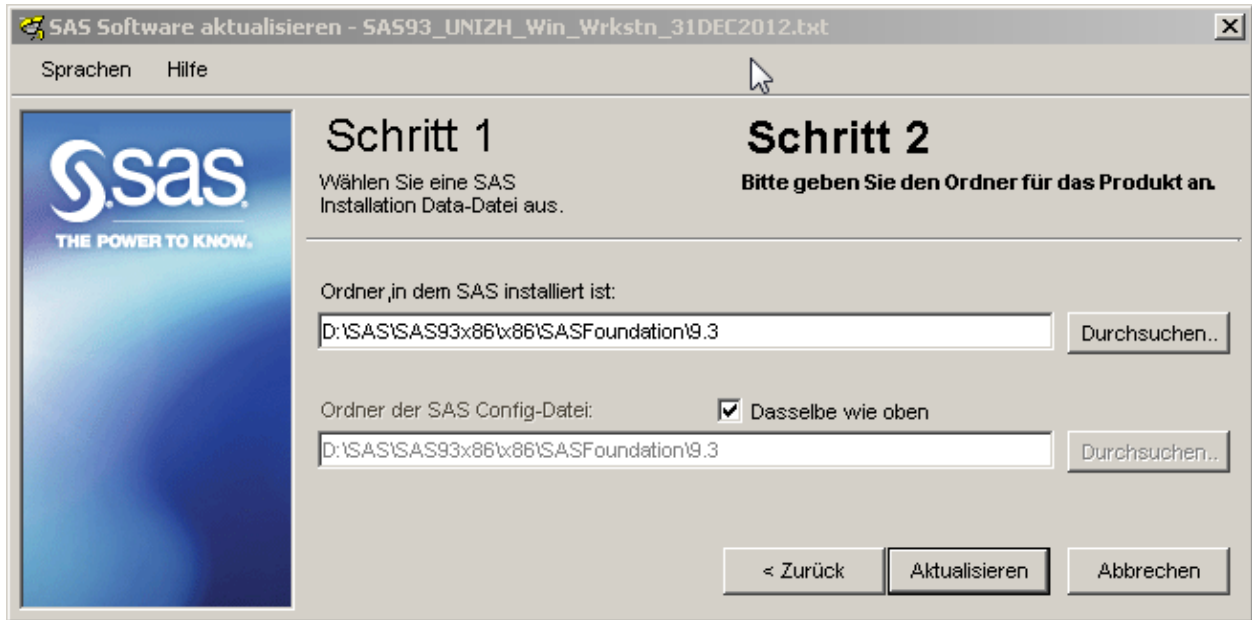 SAS Software aktualisieren - SAS93_UNIZH_Win_Wrkstn_31DEC2012.txt
Sprachen Hilfe
sas
THE POWER TO KNOW.
Schritt 1
Wählen Sie eine SAS
Installation Data-Datei aus.
Schritt 2
Bitte geben Sie den Ordner für das Produkt an.
Ordner,in dem SAS installiert ist:
D:\SAS\SAS93x86\x86\SASFoundation\9.3
Durchsuchen..
Ordner der SAS Config-Datei:
Dasselbe wie oben
D:\SAS\SAS93x86\x86\SASFoundation\9.3
Durchsuchen..
< Zurück
Aktualisieren
Abbrechen